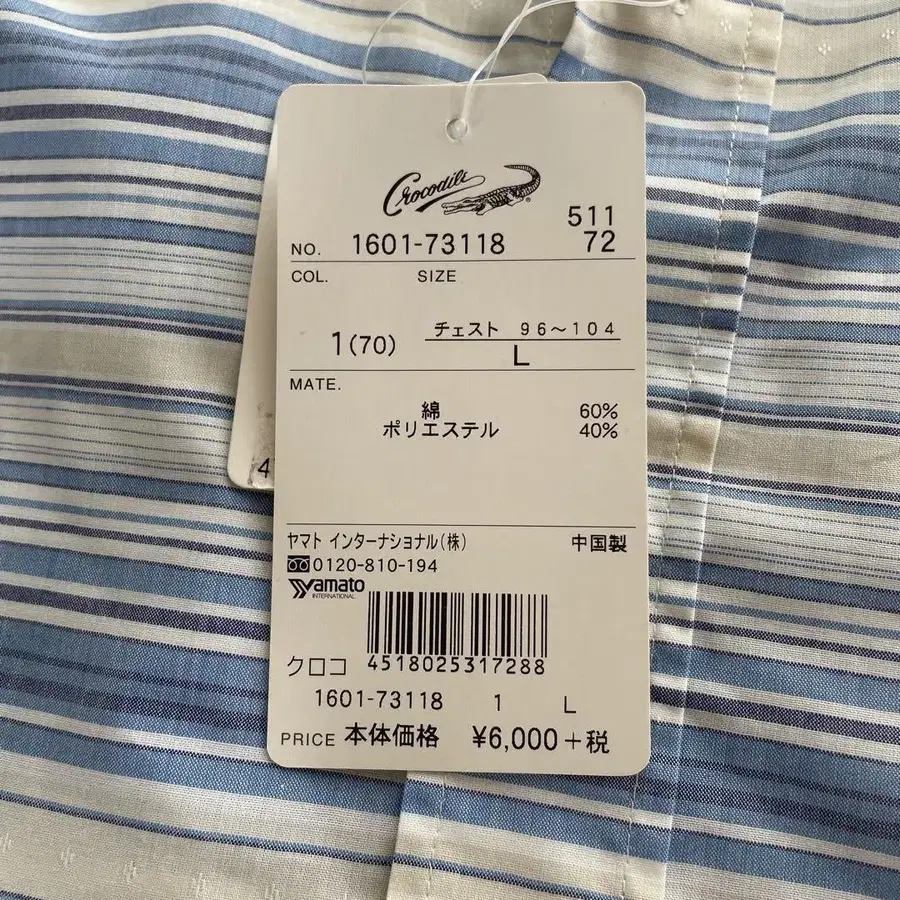 Crocodile
511
NO. 1601-73118 72
COL. SIZE
1(70) チェスト 96～104
L
MATE.
綿 60%
ポリエステル 40%
ヤマト インターナショナル(株) 中国製
0120-810-194
Yamato
INTERNATIONAL
クロコ 4518025317288
1601-73118 1 L
PRICE 本体価格 ¥6,000+税
4